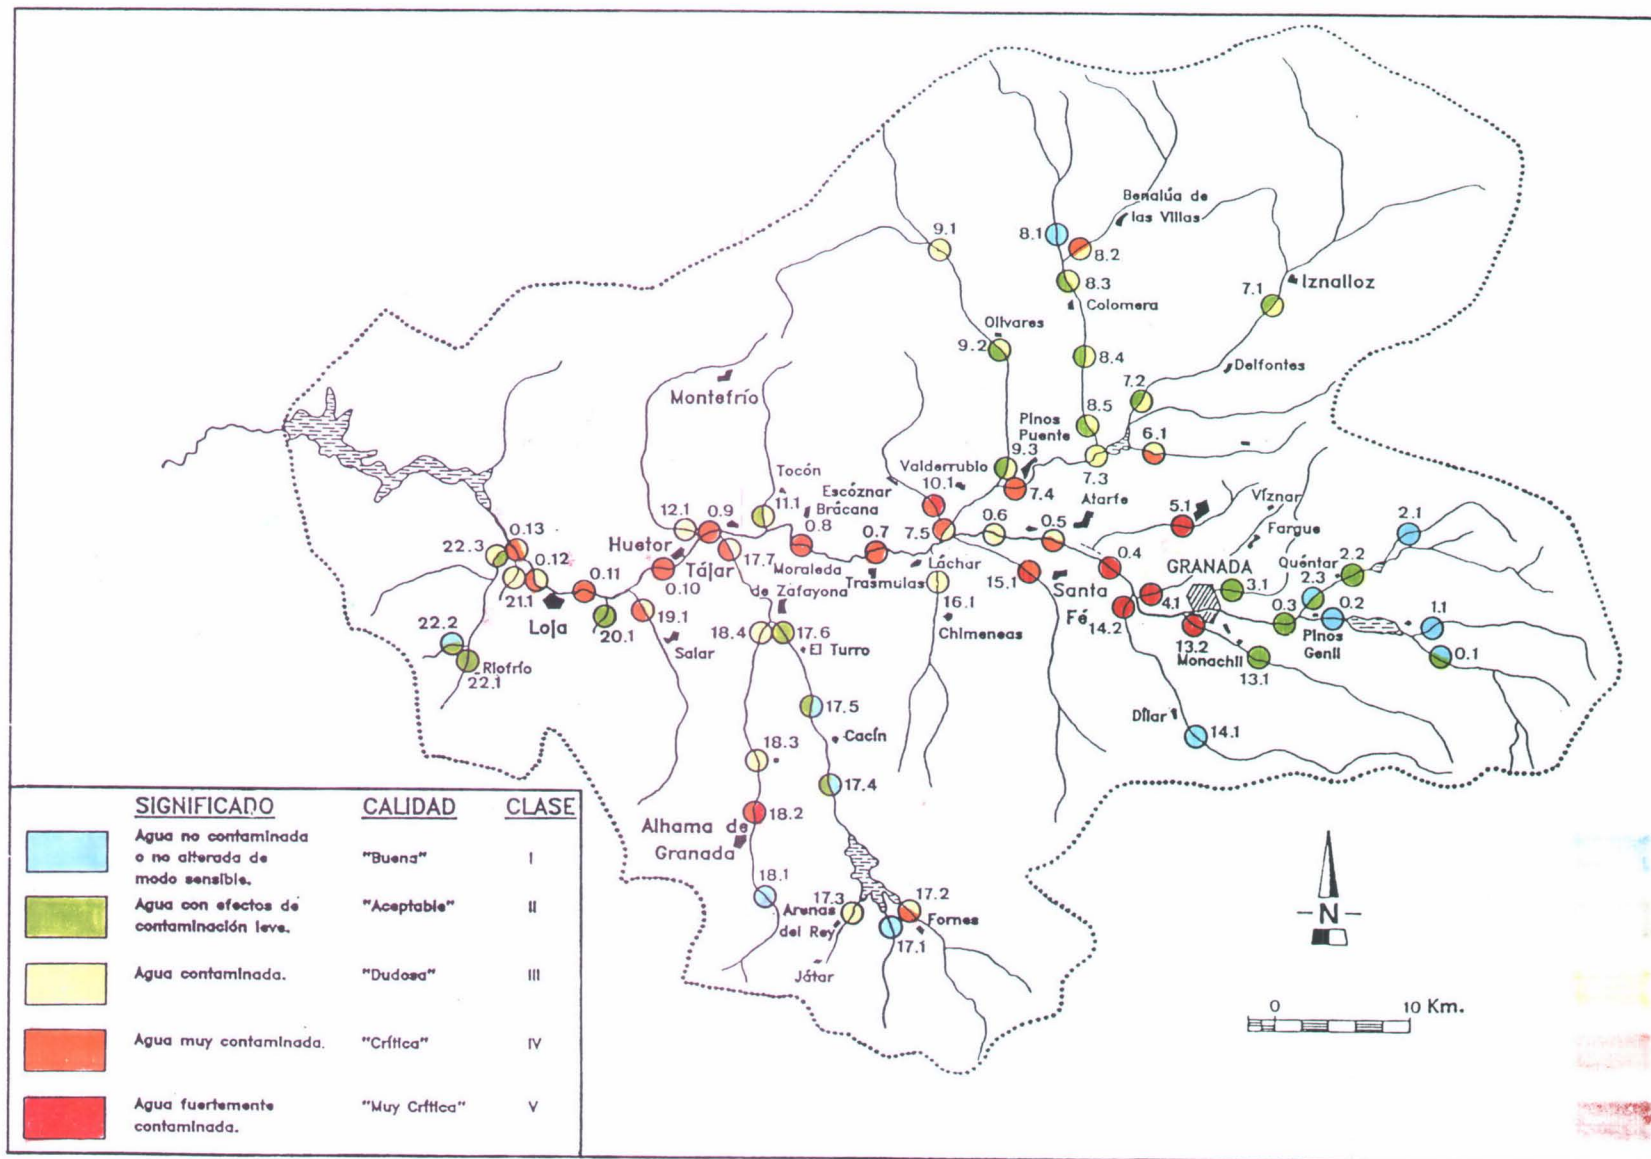 Benalúa de
las Villas
9.1
8.1
8.2
8.3
Colomera
7.1
Iznalloz
Olivares
9.2
8.4
Delfontes
7.2
Montefrío
8.5
Pinos
Puente
6.1
9.3
7.3
Valderrubio
10.1
7.4
Atarfe
Tocón
11.1
Escóznar
Brácana
5.1
Víznar
Fargue
2.1
12.1
0.9
0.8
0.7
7.5
0.6
0.5
0.13
22.3
0.12
Huetor
Tájar
17.7
Moraleda
de Zafayona
Trasmulas
Láchar
0.4
GRANADA
Quéntar
2.2
2.3
0.11
0.10
21.1
Loja
20.1
19.1
Salar
16.1
Chimeneas
15.1
Santa
Fé
14.2
4.1
3.1
0.3
0.2
1.1
Pinos
Genil
0.1
13.2
Monachil
13.1
22.2
Riofrío
22.1
18.4
17.6
El Turro
17.5
Cacín
Dílar
14.1
18.3
17.4
18.2
Alhama de
Granada
18.1
17.3
Arenas
del Rey
17.2
Fornes
17.1
Játar
SIGNIFICADO CALIDAD CLASE
Agua no contaminada
o no alterada de
modo sensible.
"Buena" I
Agua con efectos de
contaminación leve.
"Aceptable" II
Agua contaminada. "Dudosa" III
Agua muy contaminada. "Crítica" IV
Agua fuertemente
contaminada.
"Muy Crítica" V
N
0 10 Km.